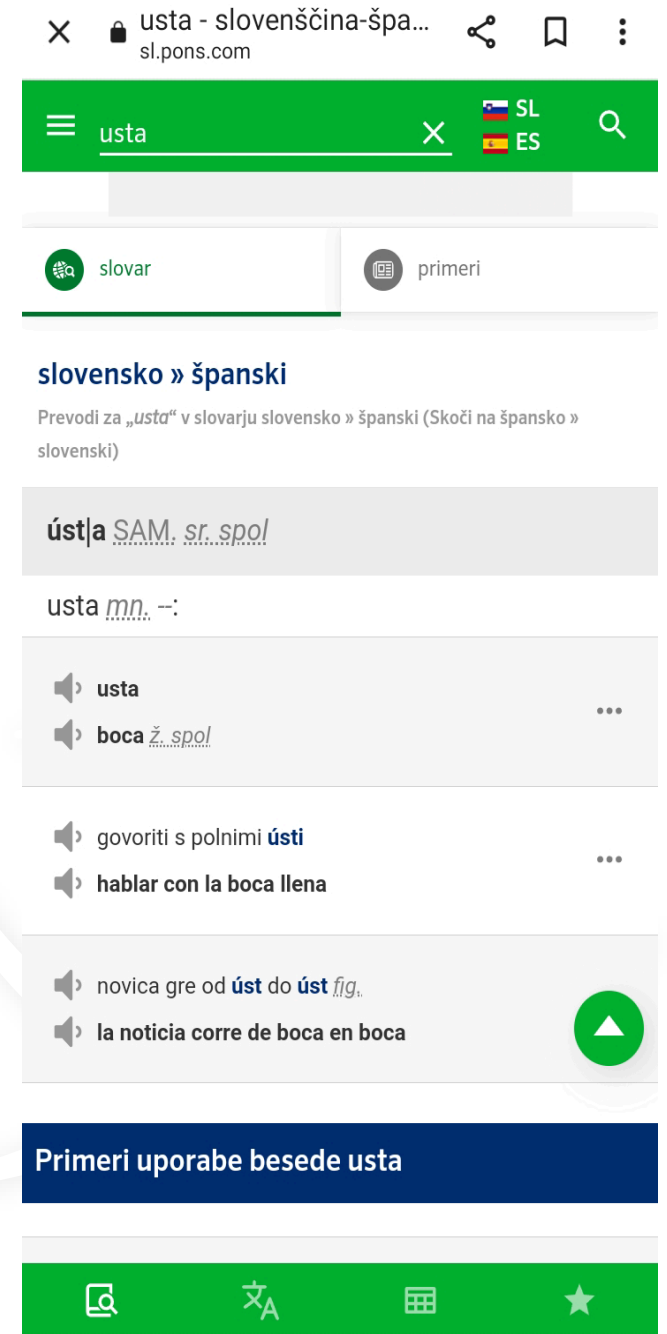 usta - slovenščina-špa...
sl.pons.com
usta
SL
ES
slovar
primeri
slovensko » španski
Prevodi za „usta“ v slovarju slovensko » španski (Skoči na špansko »
slovenski)
úst|a SAM. sr. spol
usta mn. --:
usta
boca ž. spol
govoriti s polnimi ústi
hablar con la boca llena
novica gre od úst do úst fig.
la noticia corre de boca en boca
Primeri uporabe besede usta